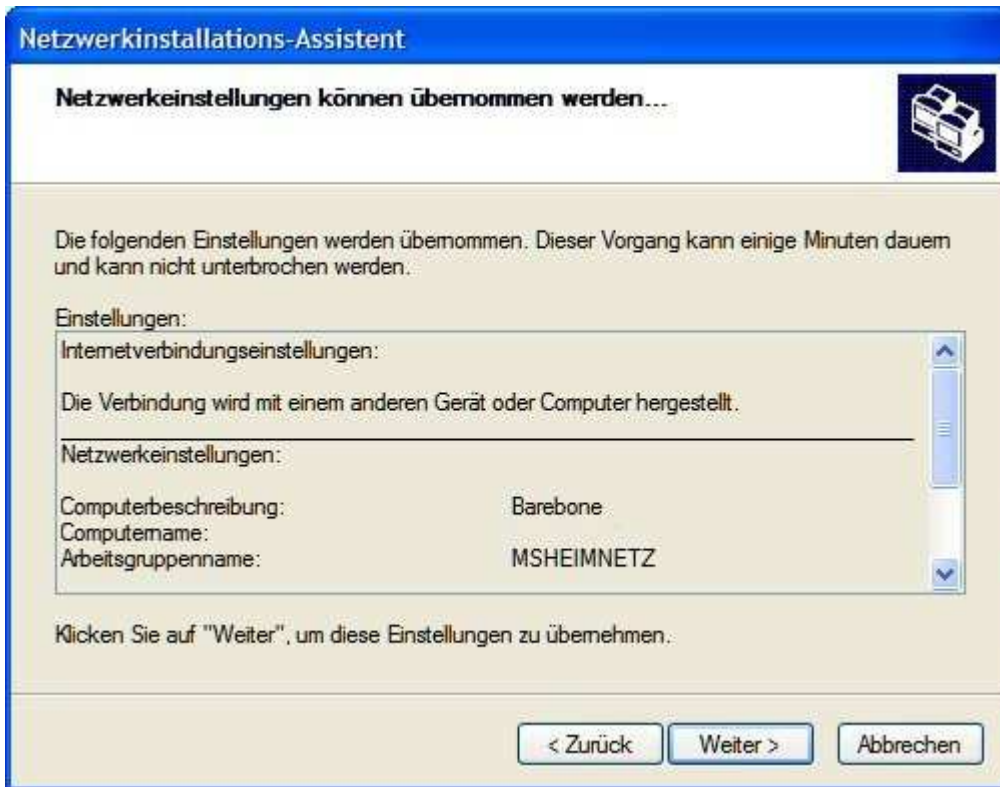 Netzwerkinstallations-Assistent
Netzwerkeinstellungen können übernommen werden...
Die folgenden Einstellungen werden übernommen. Dieser Vorgang kann einige Minuten dauern
und kann nicht unterbrochen werden.
Einstellungen:
Internetverbindungseinstellungen:
Die Verbindung wird mit einem anderen Gerät oder Computer hergestellt.
Netzwerkeinstellungen:
Computerbeschreibung: Barebone
Computername:
Arbeitsgruppenname: MSHEIMNETZ
Klicken Sie auf "Weiter", um diese Einstellungen zu übernehmen.
< Zurück Weiter > Abbrechen